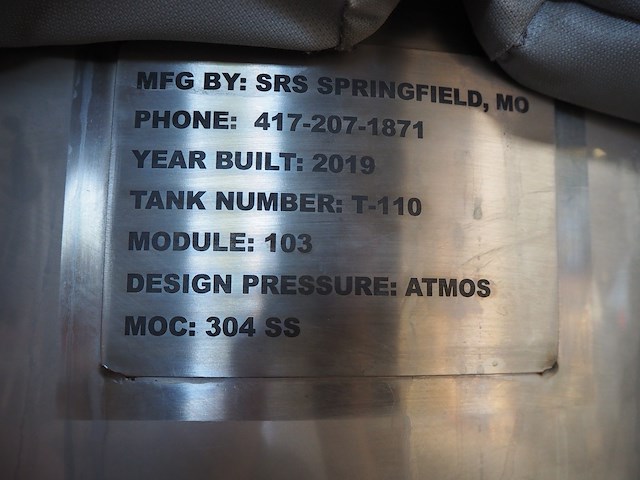 MFG BY: SRS SPRINGFIELD, MO
PHONE: 417-207-1871
YEAR BUILT: 2019
TANK NUMBER: T-110
MODULE: 103
DESIGN PRESSURE: ATMOS
MOC: 304 SS